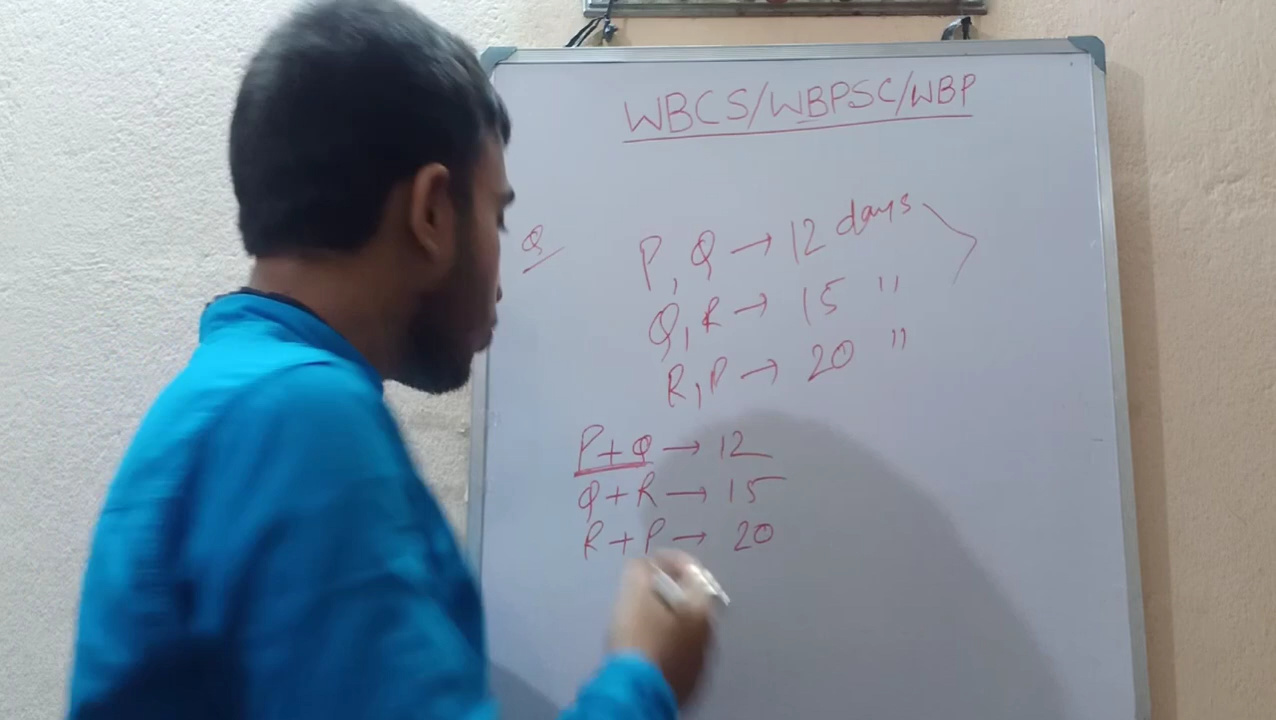 WBCS/WBPSC/WBP
Q
P, Q → 12 days
Q, R → 15 "
R, P → 20 "
P+Q → 12
Q+R → 15
R+P → 20